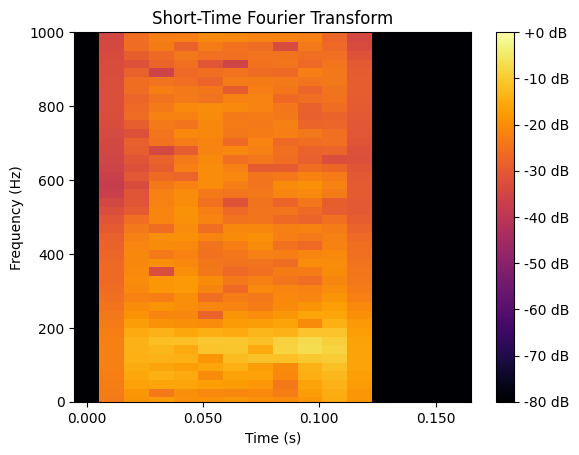 Short-Time Fourier Transform
1000
800
600
400
200
0
Frequency (Hz)
0.000
0.050
0.100
0.150
Time (s)
+0 dB
-10 dB
-20 dB
-30 dB
-40 dB
-50 dB
-60 dB
-70 dB
-80 dB